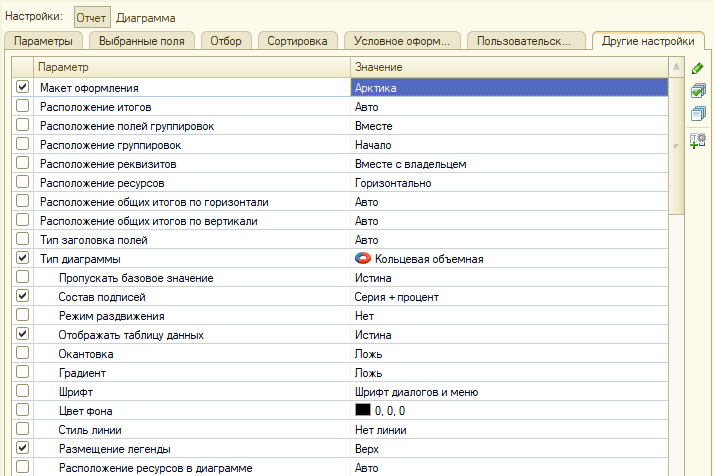 Настройки: Отчет Диаграмма
Параметры Выбранные поля Отбор Сортировка Условное оформ... Пользовательск... Другие настройки
Параметр Значение
Макет оформления Арктика
Расположение итогов Авто
Расположение полей группировок Вместе
Расположение группировок Начало
Расположение реквизитов Вместе с владельцем
Расположение ресурсов Горизонтально
Расположение общих итогов по горизонтали Авто
Расположение общих итогов по вертикали Авто
Тип заголовка полей Авто
Тип диаграммы Кольцевая объемная
Пропускать базовое значение Истина
Состав подписей Серия + процент
Режим раздвижения Нет
Отображать таблицу данных Истина
Окантовка Ложь
Градиент Ложь
Шрифт Шрифт диалогов и меню
Цвет фона 0, 0, 0
Стиль линии Нет линии
Размещение легенды Верх
Расположение ресурсов в диаграмме Авто